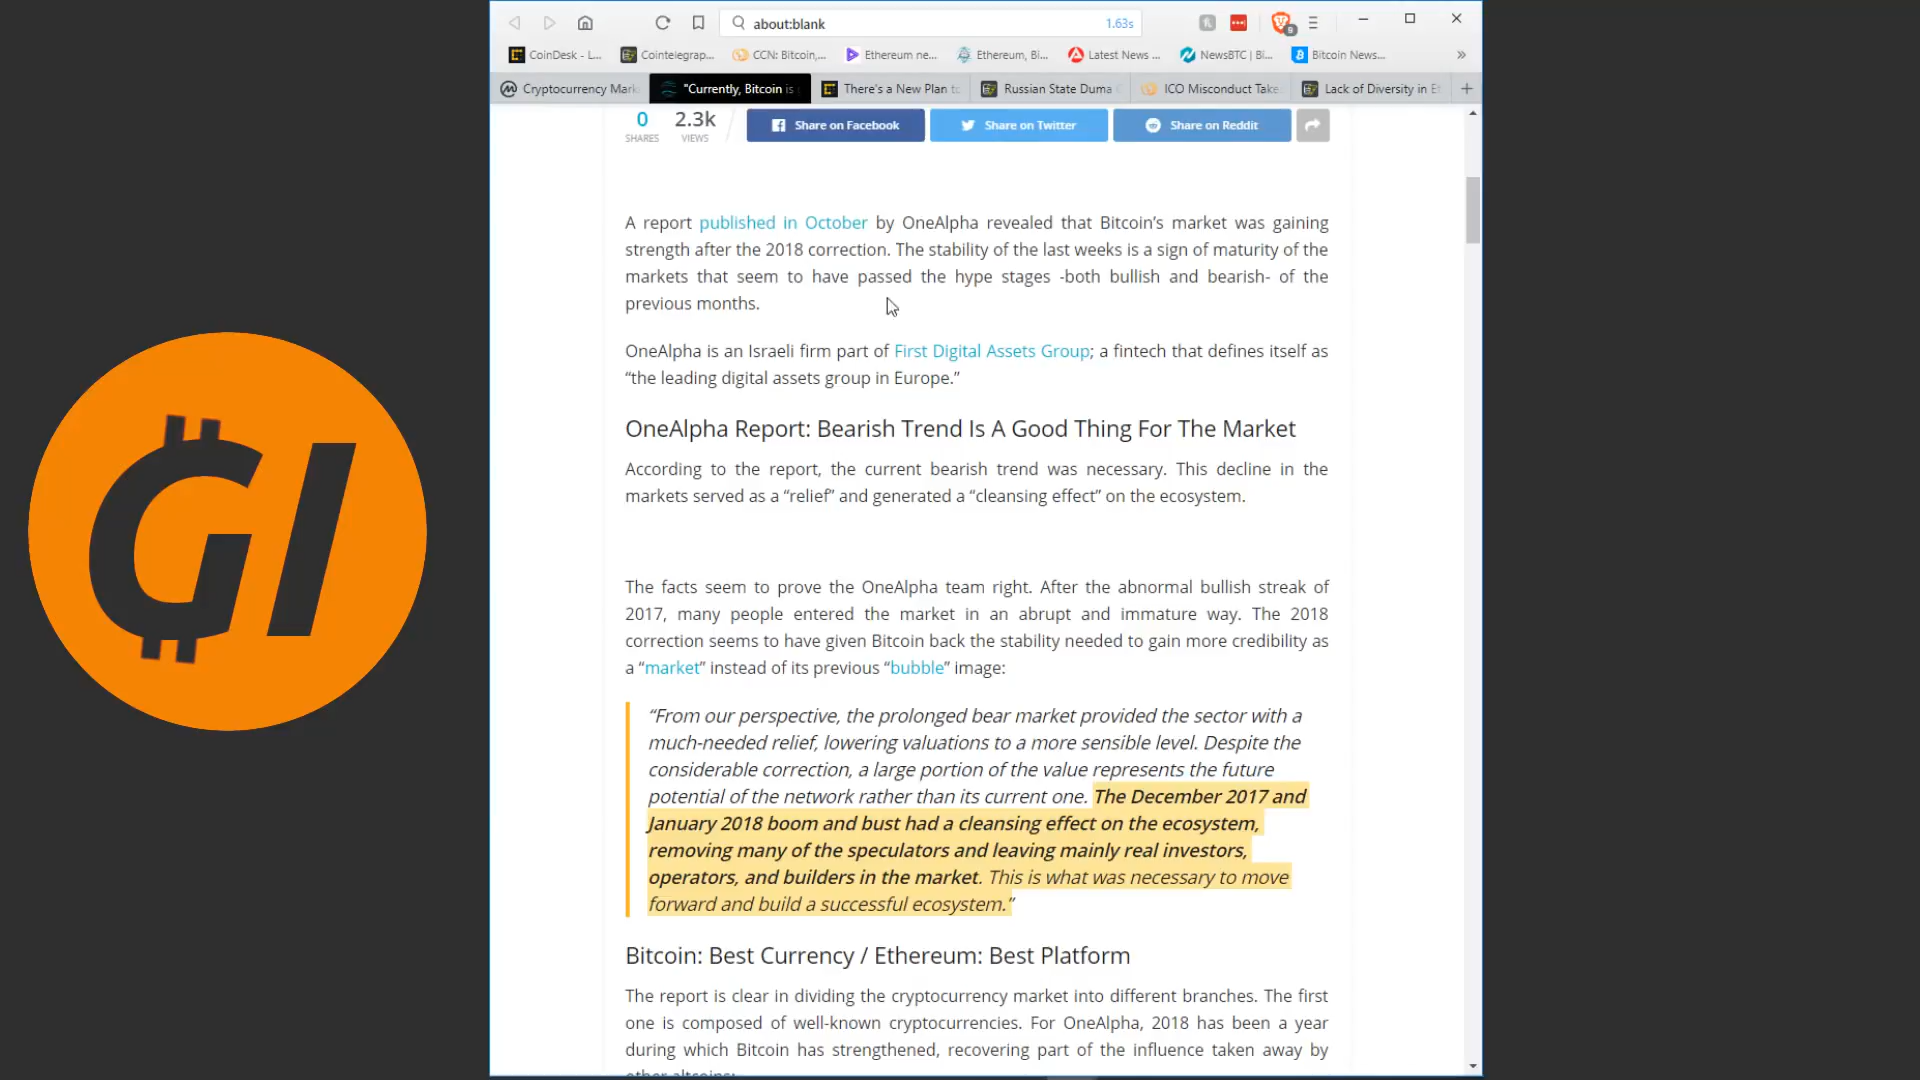 about:blank
1.63s
CoinDesk - L...
Cointelegrap...
CCN: Bitcoin,...
Ethereum ne...
Ethereum, Bi...
Latest News ...
NewsBTC | Bi...
Bitcoin News...
Cryptocurrency Mark
"Currently, Bitcoin is
There's a New Plan to
Russian State Duma
ICO Misconduct Take
Lack of Diversity in E
0
SHARES
2.3k
VIEWS
Share on Facebook
Share on Twitter
Share on Reddit
A report published in October by OneAlpha revealed that Bitcoin’s market was gaining
strength after the 2018 correction. The stability of the last weeks is a sign of maturity of the
markets that seem to have passed the hype stages -both bullish and bearish- of the
previous months.
OneAlpha is an Israeli firm part of First Digital Assets Group; a fintech that defines itself as
“the leading digital assets group in Europe.”
OneAlpha Report: Bearish Trend Is A Good Thing For The Market
According to the report, the current bearish trend was necessary. This decline in the
markets served as a “relief” and generated a “cleansing effect” on the ecosystem.
The facts seem to prove the OneAlpha team right. After the abnormal bullish streak of
2017, many people entered the market in an abrupt and immature way. The 2018
correction seems to have given Bitcoin back the stability needed to gain more credibility as
a “market” instead of its previous “bubble” image:
“From our perspective, the prolonged bear market provided the sector with a
much-needed relief, lowering valuations to a more sensible level. Despite the
considerable correction, a large portion of the value represents the future
potential of the network rather than its current one. The December 2017 and
January 2018 boom and bust had a cleansing effect on the ecosystem,
removing many of the speculators and leaving mainly real investors,
operators, and builders in the market. This is what was necessary to move
forward and build a successful ecosystem.”
Bitcoin: Best Currency / Ethereum: Best Platform
The report is clear in dividing the cryptocurrency market into different branches. The first
one is composed of well-known cryptocurrencies. For OneAlpha, 2018 has been a year
during which Bitcoin has strengthened, recovering part of the influence taken away by
other altcoins:
GI